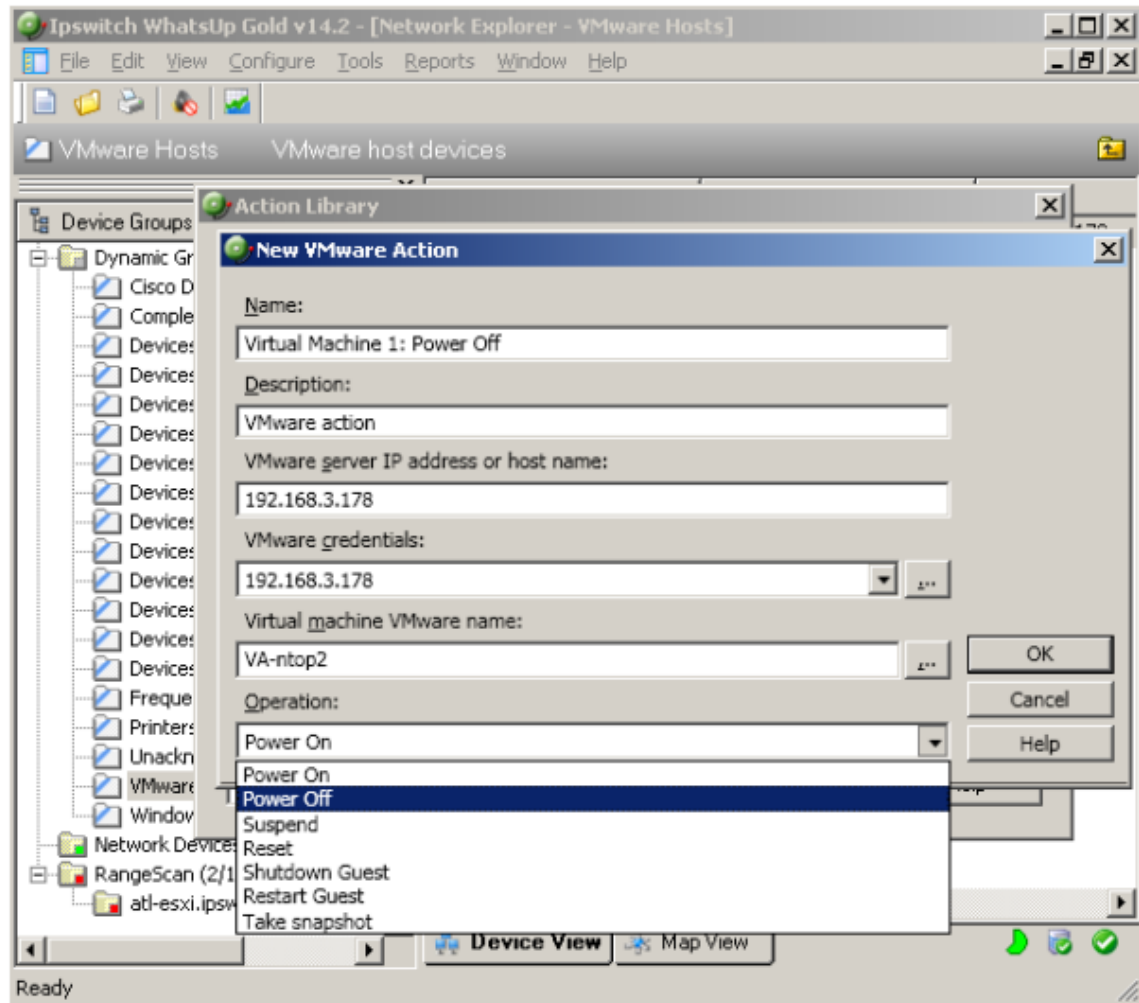 Ipswitch WhatsUp Gold v14.2 - [Network Explorer - VMware Hosts]
File Edit View Configure Tools Reports Window Help
VMware Hosts VMware host devices
Action Library
Device Groups
New VMware Action
Dynamic Gr
Cisco D
Comple
Devices
Devices
Devices
Devices
Devices
Devices
Devices
Devices
Devices
Devices
Devices
Devices
Freque
Printers
Unackn
VMware
Window
Network Devices
RangeScan (2/1
atl-esxi.ipsw
Name:
Virtual Machine 1: Power Off
Description:
VMware action
VMware server IP address or host name:
192.168.3.178
VMware credentials:
192.168.3.178
...
Virtual machine VMware name:
VA-ntop2
...
Operation:
Power On
OK
Cancel
Help
Power On
Power Off
Suspend
Reset
Shutdown Guest
Restart Guest
Take snapshot
Device View Map View
Ready